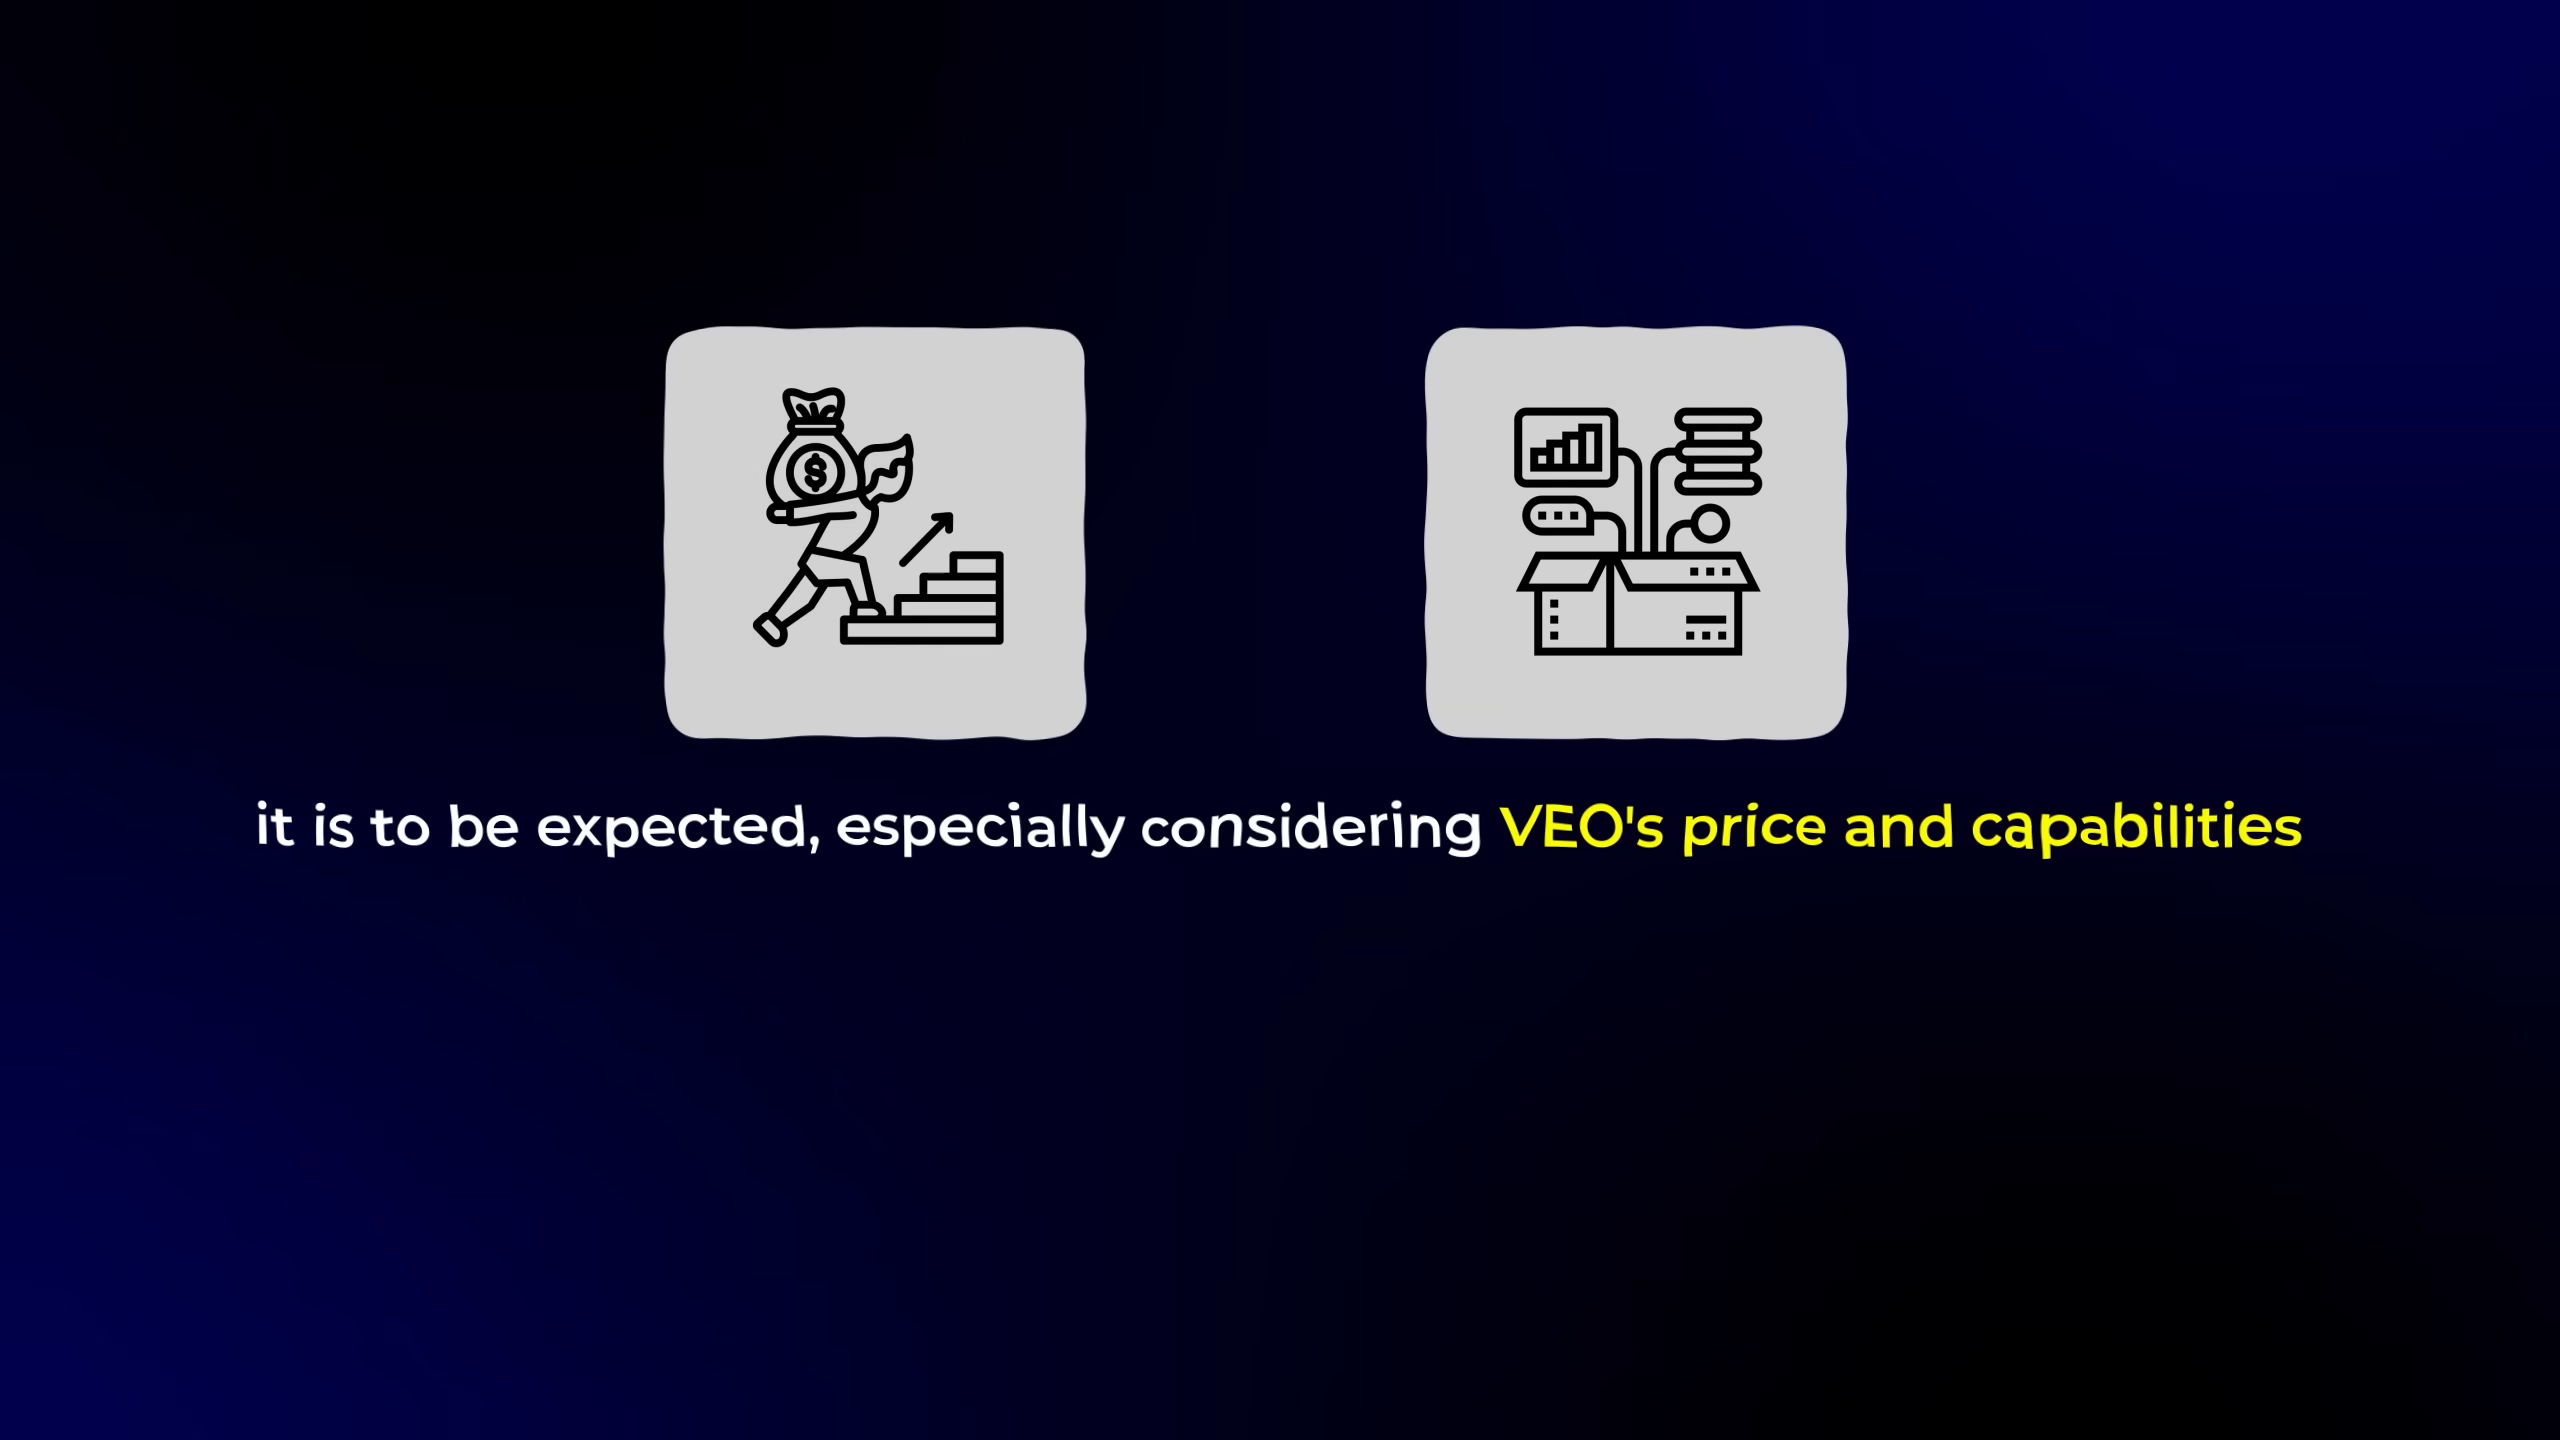 $
it is to be expected, especially considering VEO's price and capabilities